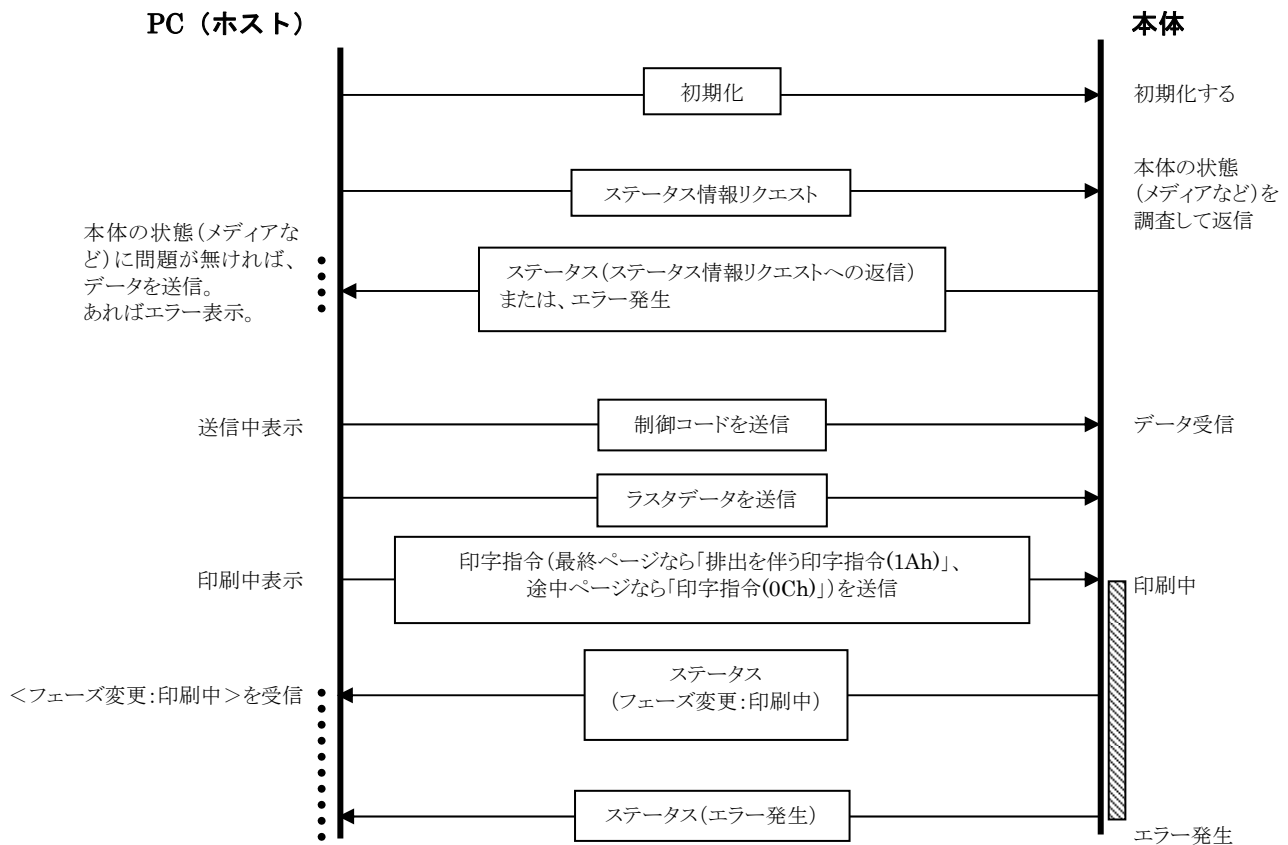 PC（ホスト）
本体
初期化
初期化する
ステータス情報リクエスト
本体の状態
（メディアなど）を
調査して返信
本体の状態（メディアな
ど）に問題が無ければ、
データを送信。
あればエラー表示。
ステータス（ステータス情報リクエストへの返信）
または、エラー発生
送信中表示
制御コードを送信
データ受信
ラスタデータを送信
印刷中表示
印字指令（最終ページなら「排出を伴う印字指令(1Ah)」、
途中ページなら「印字指令(0Ch)」）を送信
印刷中
＜フェーズ変更：印刷中＞を受信
ステータス
（フェーズ変更：印刷中）
ステータス（エラー発生）
エラー発生